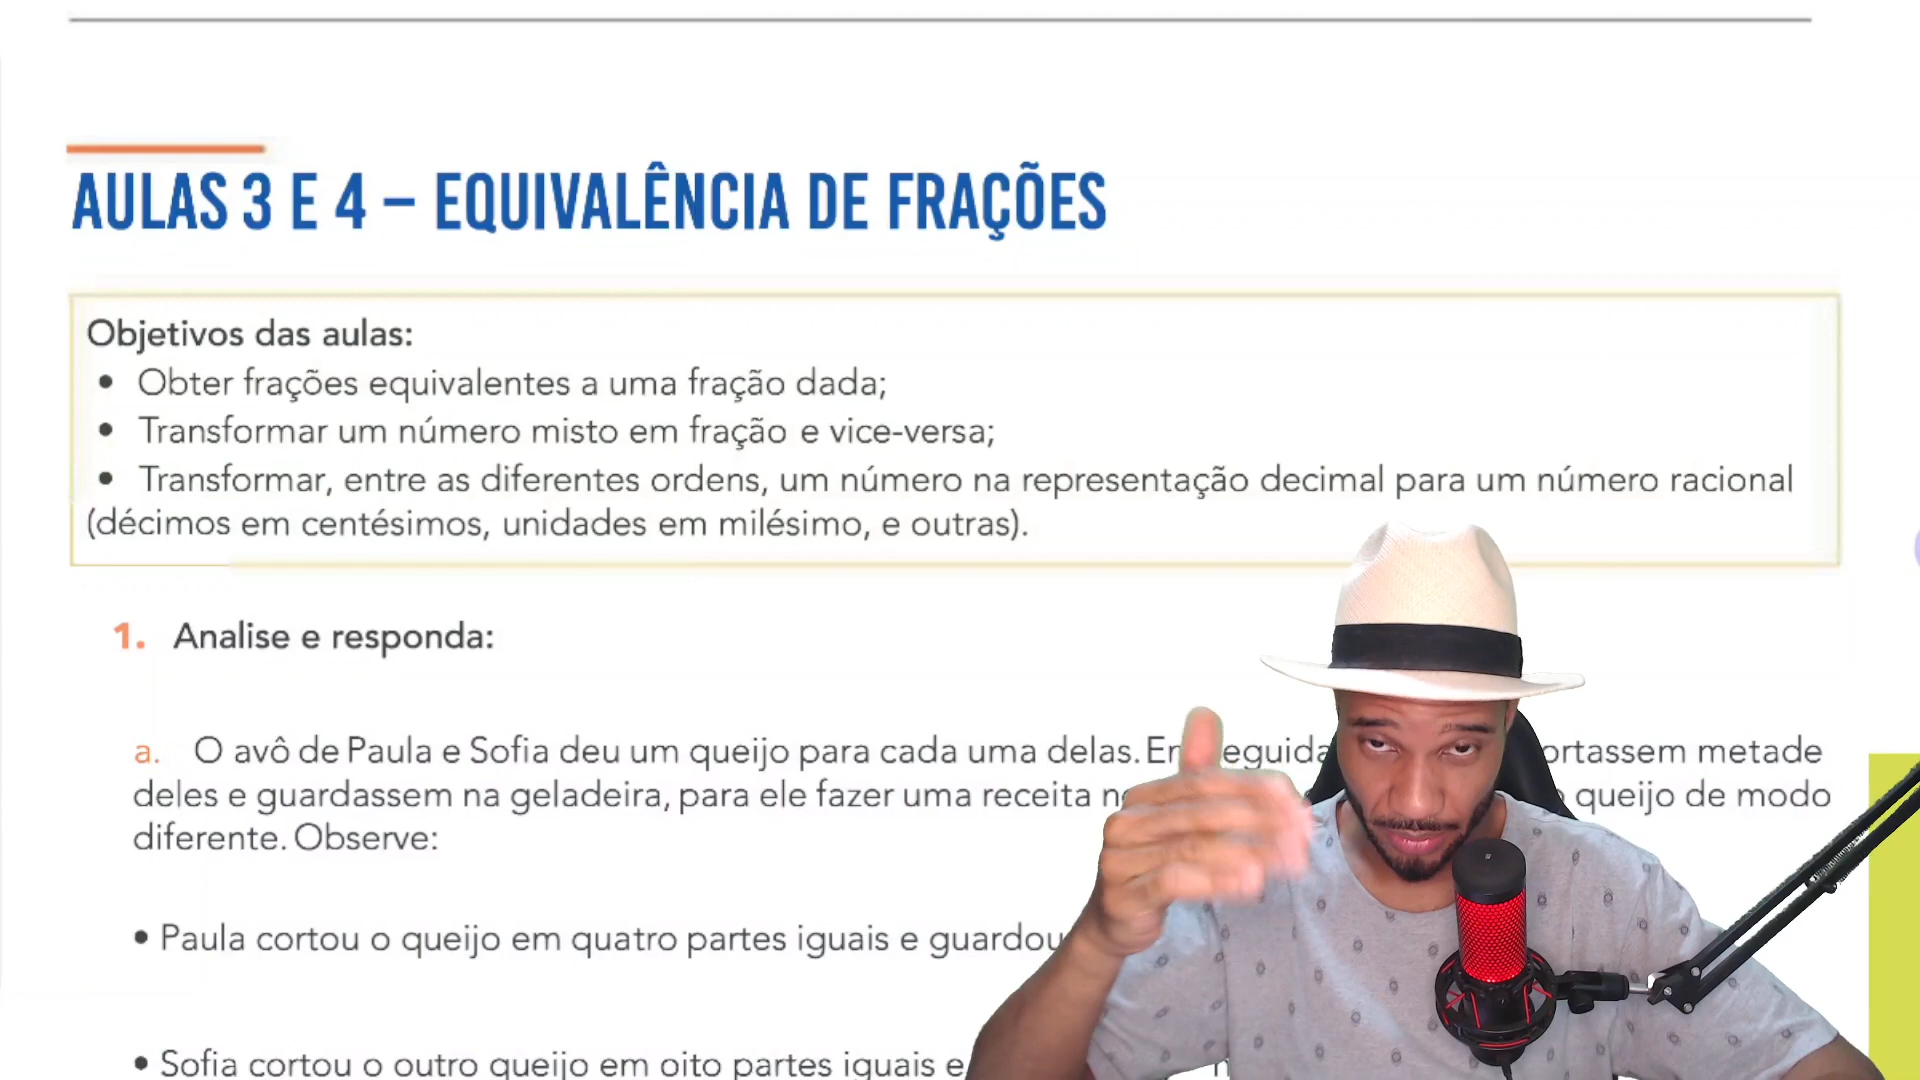 AULAS 3 E 4 – EQUIVALÊNCIA DE FRAÇÕES
Objetivos das aulas:
• Obter frações equivalentes a uma fração dada;
• Transformar um número misto em fração e vice-versa;
• Transformar, entre as diferentes ordens, um número na representação decimal para um número racional
(décimos em centésimos, unidades em milésimo, e outras).
1. Analise e responda:
a. O avô de Paula e Sofia deu um queijo para cada uma delas. metade
deles e guardassem na geladeira, para ele fazer uma receita queijo de modo
diferente. Observe:
• Paula cortou o queijo em quatro partes iguais e guardou
• Sofia cortou o outro queijo em oito partes iguais e